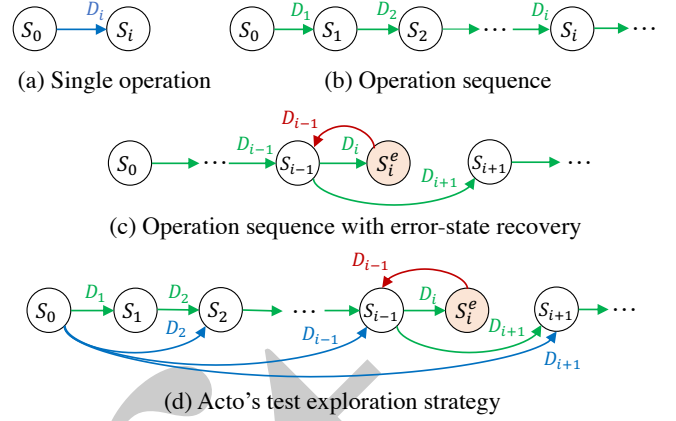 S₀ Dᵢ Sᵢ S₀ D₁ S₁ D₂ S₂ ⋯ Dᵢ Sᵢ ⋯
(a) Single operation (b) Operation sequence
Dᵢ₋₁
S₀ ⋯ Dᵢ₋₁ Sᵢ₋₁ Dᵢ Sᵢᵉ Dᵢ₊₁ Sᵢ₊₁ ⋯
(c) Operation sequence with error-state recovery
Dᵢ₋₁
S₀ D₁ S₁ D₂ S₂ ⋯ Sᵢ₋₁ Dᵢ Sᵢᵉ Dᵢ₊₁ Sᵢ₊₁ ⋯
D₂ Dᵢ₋₁ Dᵢ₊₁
(d) Acto's test exploration strategy